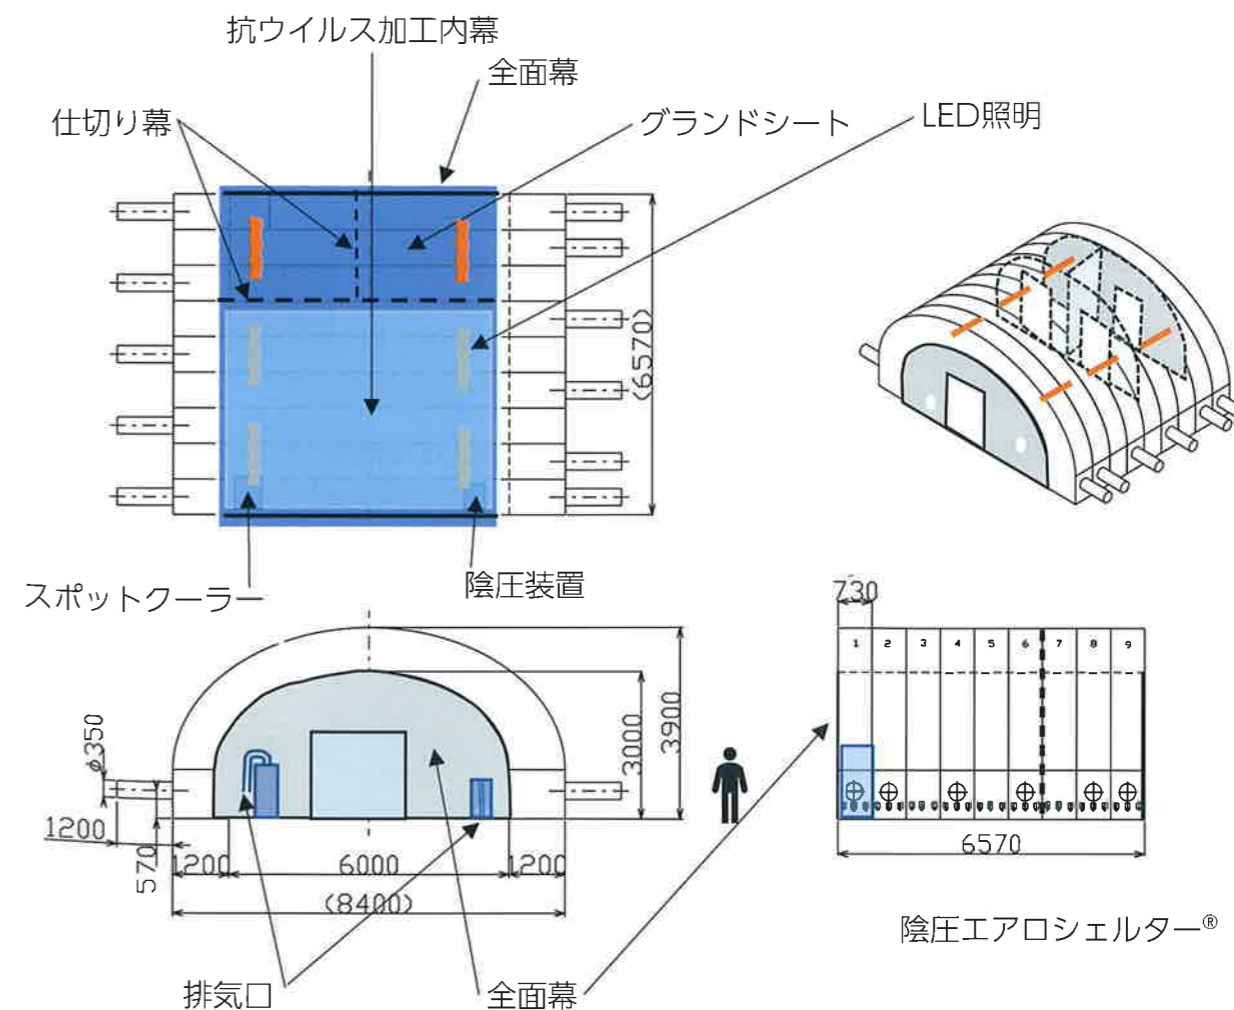 抗ウイルス加工内幕
全面幕
仕切り幕
グランドシート
LED照明
(6570)
スポットクーラー
陰圧装置
730
1 2 3 4 5 6 7 8 9
φ350
3000
3900
1200
570
1200
6000
1200
(8400)
6570
陰圧エアロシェルター®
排気口
全面幕